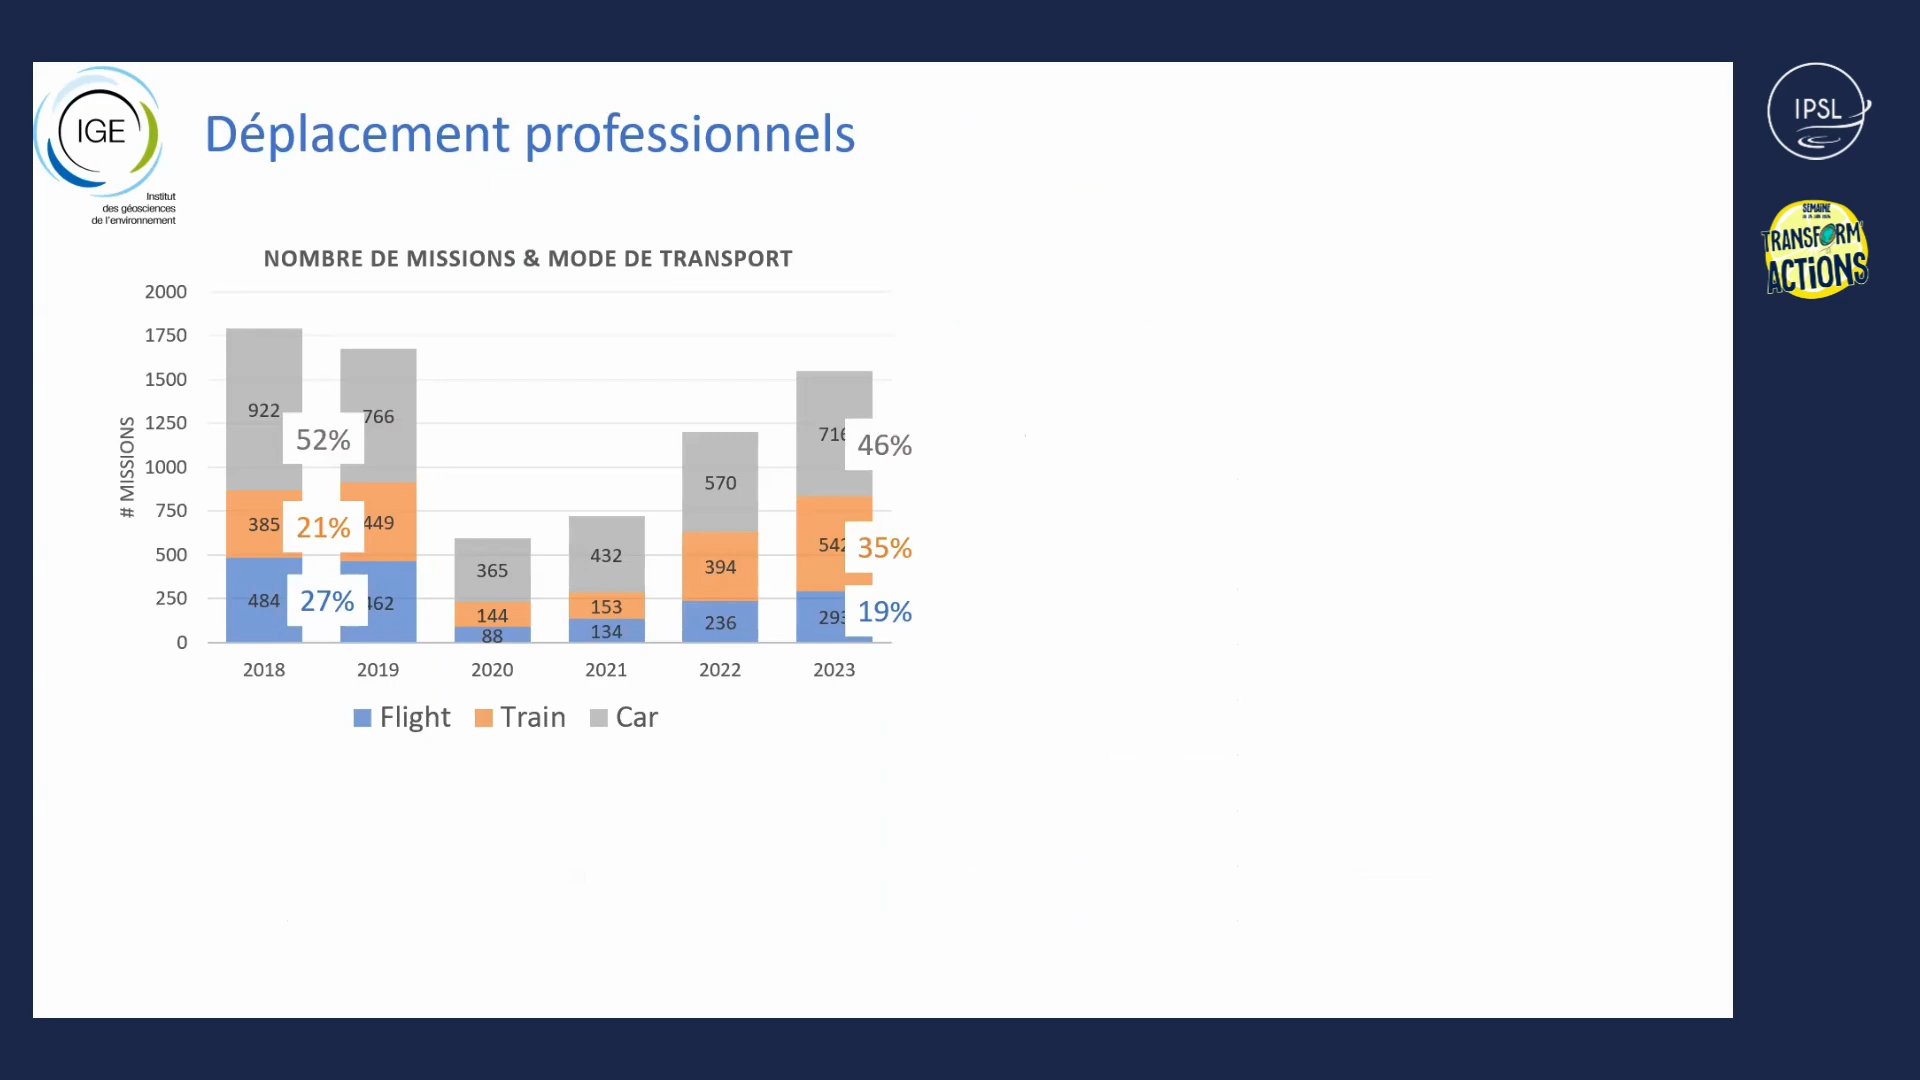 IGE
Institut
des géosciences
de l'environnement
Déplacement professionnels
IPSL
SEMAINE
TRANSFORM'
ACTIONS
NOMBRE DE MISSIONS & MODE DE TRANSPORT
# MISSIONS
2000
1750
1500
1250
1000
750
500
250
0
922
766
365
432
570
716
52%
46%
385
449
144
153
394
542
21%
35%
484
462
88
134
236
293
27%
19%
2018 2019 2020 2021 2022 2023
Flight Train Car